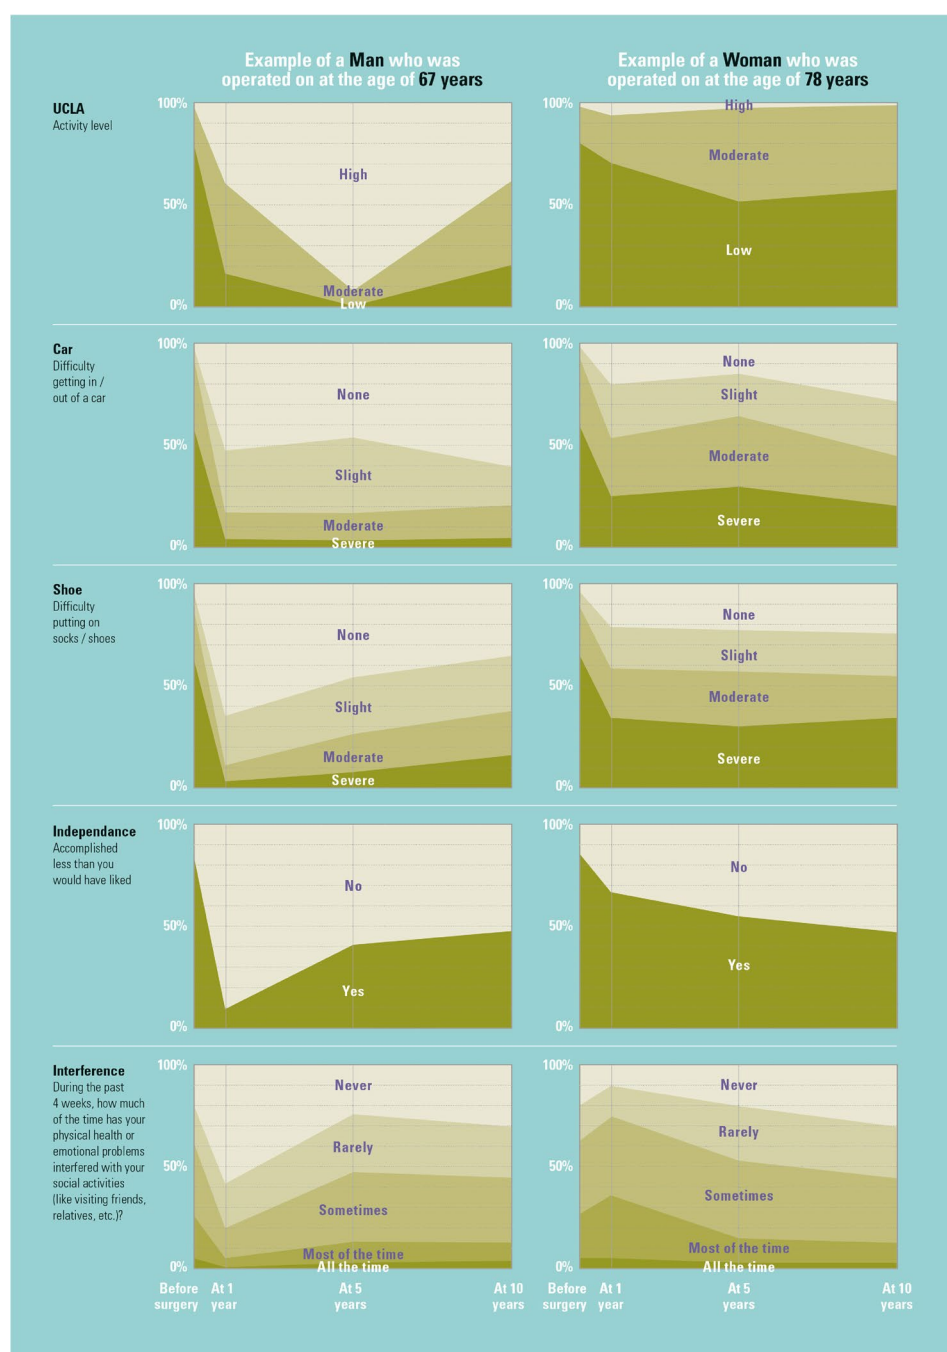 Example of a Man who was
operated on at the age of 67 years
Example of a Woman who was
operated on at the age of 78 years
UCLA
Activity level
100%
50%
0%
High
Moderate
Low
100%
50%
0%
High
Moderate
Low
Car
Difficulty
getting in /
out of a car
100%
50%
0%
None
Slight
Moderate
Severe
100%
50%
0%
None
Slight
Moderate
Severe
Shoe
Difficulty
putting on
socks / shoes
100%
50%
0%
None
Slight
Moderate
Severe
100%
50%
0%
None
Slight
Moderate
Severe
Independance
Accomplished
less than you
would have liked
100%
50%
0%
No
Yes
100%
50%
0%
No
Yes
Interference
During the past
4 weeks, how much
of the time has your
physical health or
emotional problems
interfered with your
social activities
(like visiting friends,
relatives, etc.)?
100%
50%
0%
Never
Rarely
Sometimes
Most of the time
All the time
100%
50%
0%
Never
Rarely
Sometimes
Most of the time
All the time
Before
surgery
At 1
year
At 5
years
At 10
years
Before
surgery
At 1
year
At 5
years
At 10
years